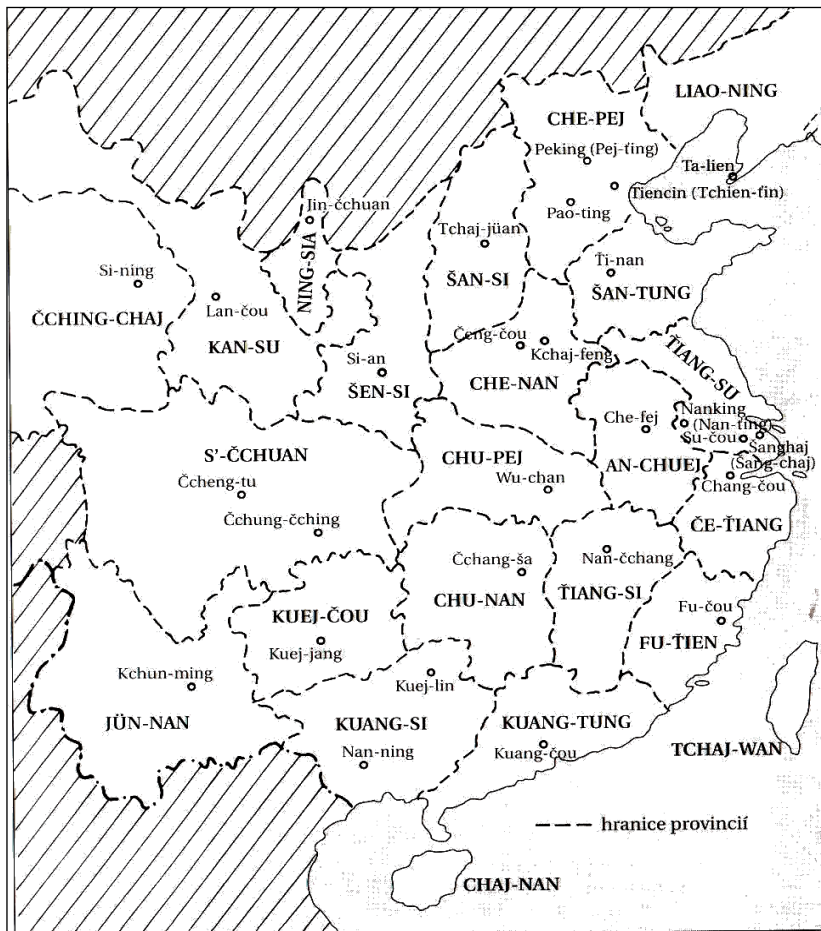 LIAO-NING
CHE-PEJ
Peking (Pej-ťing)
Ta-lien
Tiencin (Tchien-ťin)
Pao-ting
Jin-čchuan
NING-SIA
Tchaj-jüan
ŠAN-SI
Ťi-nan
ŠAN-TUNG
Si-ning
ČCHING-CHAJ
Lan-čou
KAN-SU
Si-an
ŠEN-SI
Čeng-čou
Kchaj-feng
CHE-NAN
ŤIANG-SU
Che-fej
Nanking
(Nan-ťing)
Su-čou
Šanghaj
(Šang-chaj)
AN-CHUEJ
Chang-čou
ČE-ŤIANG
S’-ČCHUAN
Čcheng-tu
Čchung-čching
CHU-PEJ
Wu-chan
Čchang-ša
CHU-NAN
Nan-čchang
ŤIANG-SI
Fu-čou
FU-ŤIEN
KUEJ-ČOU
Kuej-jang
Kchun-ming
JÜN-NAN
Kuej-lin
KUANG-SI
Nan-ning
KUANG-TUNG
Kuang-čou
TCHAJ-WAN
hranice provincií
CHAJ-NAN